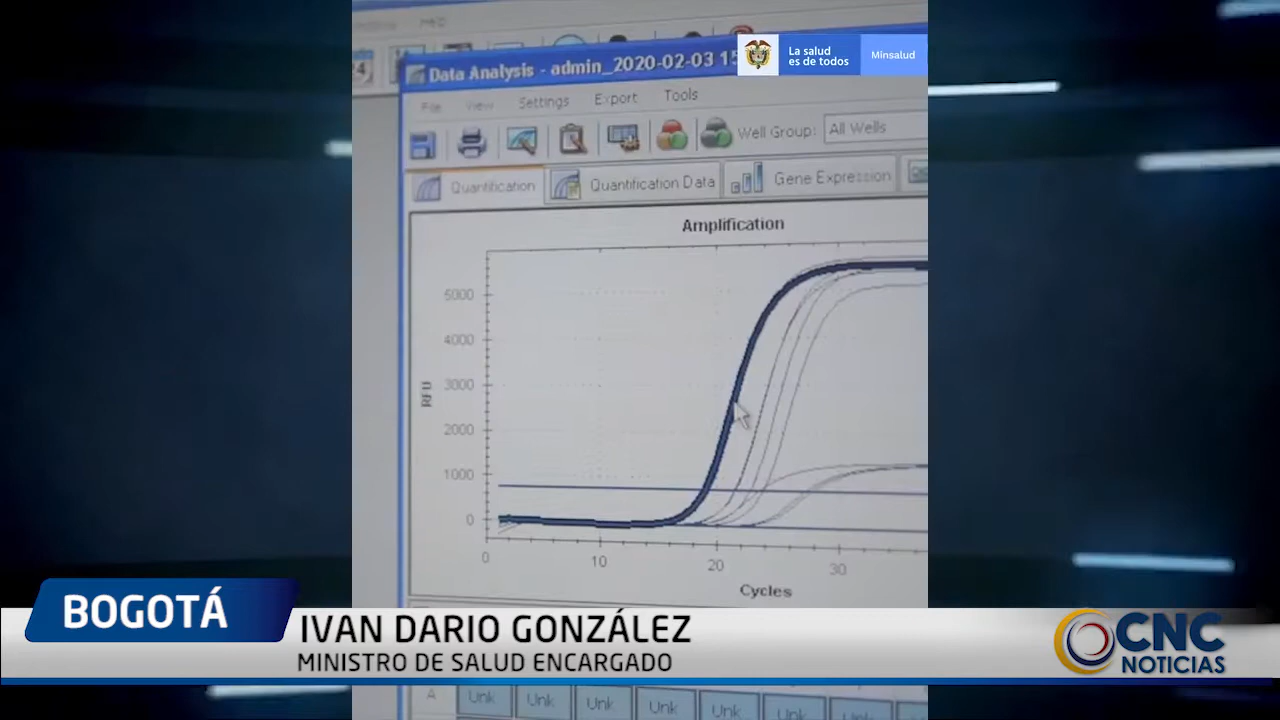 Help
Data Analysis - admin_2020-02-03 15
La salud
es de todos
Minsalud
File View Settings Export Tools
Well Group: All Wells
Quantification Quantification Data Gene Expression
Amplification
5000
4000
3000
2000
1000
0
RFU
0 10 20 30
Cycles
BOGOTÁ
IVAN DARIO GONZÁLEZ
MINISTRO DE SALUD ENCARGADO
CNC
NOTICIAS
A Unk Unk Unk Unk Unk Unk Unk